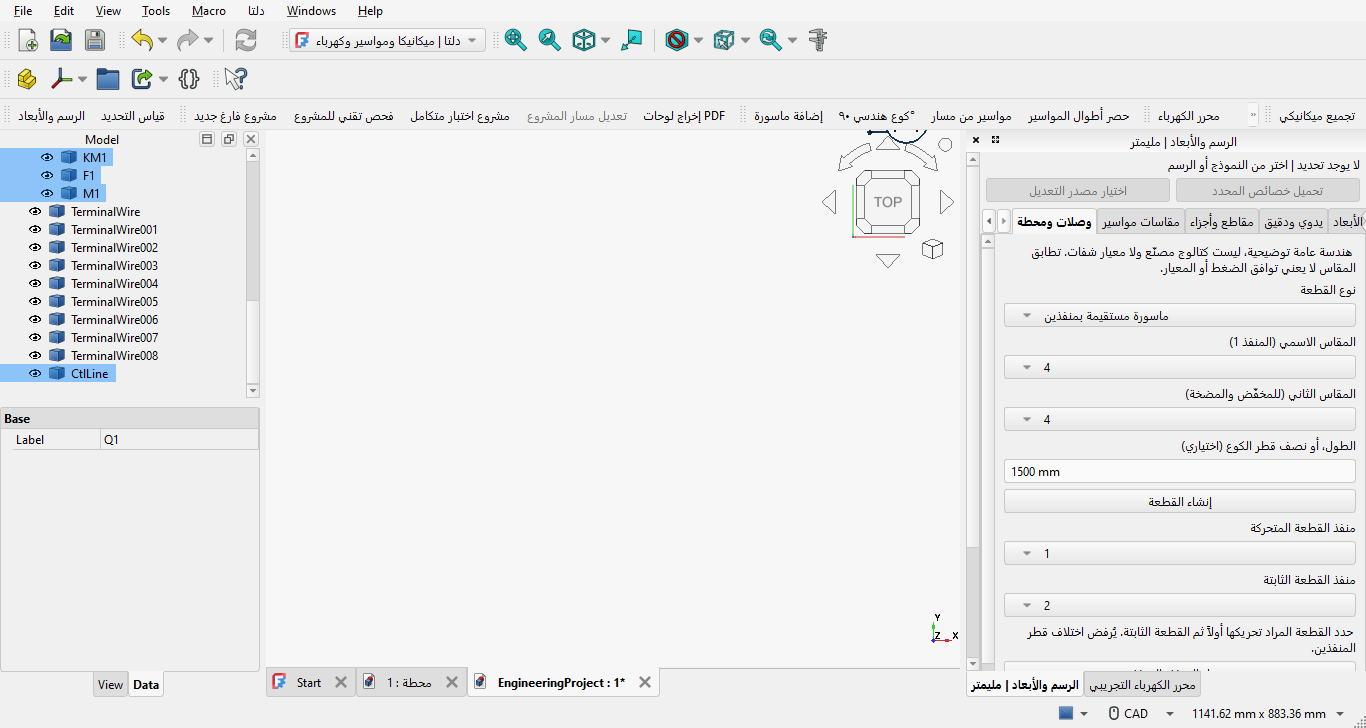 File Edit View Tools Macro دلتا Windows Help
دلتا | ميكانيكا ومواسير وكهرباء
الرسم والأبعاد قياس التحديد مشروع فارغ جديد فحص تقني للمشروع مشروع اختبار متكامل تعديل مسار المشروع إخراج لوحات PDF إضافة ماسورة كوع هندسي ٩٠° مواسير من مسار حصر أطوال المواسير محرر الكهرباء تجميع ميكانيكي
Model
KM1
F1
M1
TerminalWire
TerminalWire001
TerminalWire002
TerminalWire003
TerminalWire004
TerminalWire005
TerminalWire006
TerminalWire007
TerminalWire008
CtlLine
Base
Label Q1
View Data
TOP
Y
Z X
Start محطة : 1 EngineeringProject : 1*
الرسم والأبعاد | مليمتر
لا يوجد تحديد | اختر من النموذج أو الرسم
تحميل خصائص المحدد اختيار مصدر التعديل
الأبعاد يدوي ودقيق مقاطع وأجزاء مقاسات مواسير وصلات ومحطة
هندسة عامة توضيحية، ليست كتالوج مصنّع ولا معيار شفات. تطابق
المقاس لا يعني توافق الضغط أو المعيار.
نوع القطعة
ماسورة مستقيمة بمنفذين
المقاس الاسمي (المنفذ 1)
4
المقاس الثاني (للمخفّض والمضخة)
4
الطول، أو نصف قطر الكوع (اختياري)
1500 mm
إنشاء القطعة
منفذ القطعة المتحركة
1
منفذ القطعة الثابتة
2
حدد القطعة المراد تحريكها أولاً ثم القطعة الثابتة. يُرفض اختلاف قطر
المنفذين.
الرسم والأبعاد | مليمتر محرر الكهرباء التجريبي
CAD 1141.62 mm x 883.36 mm